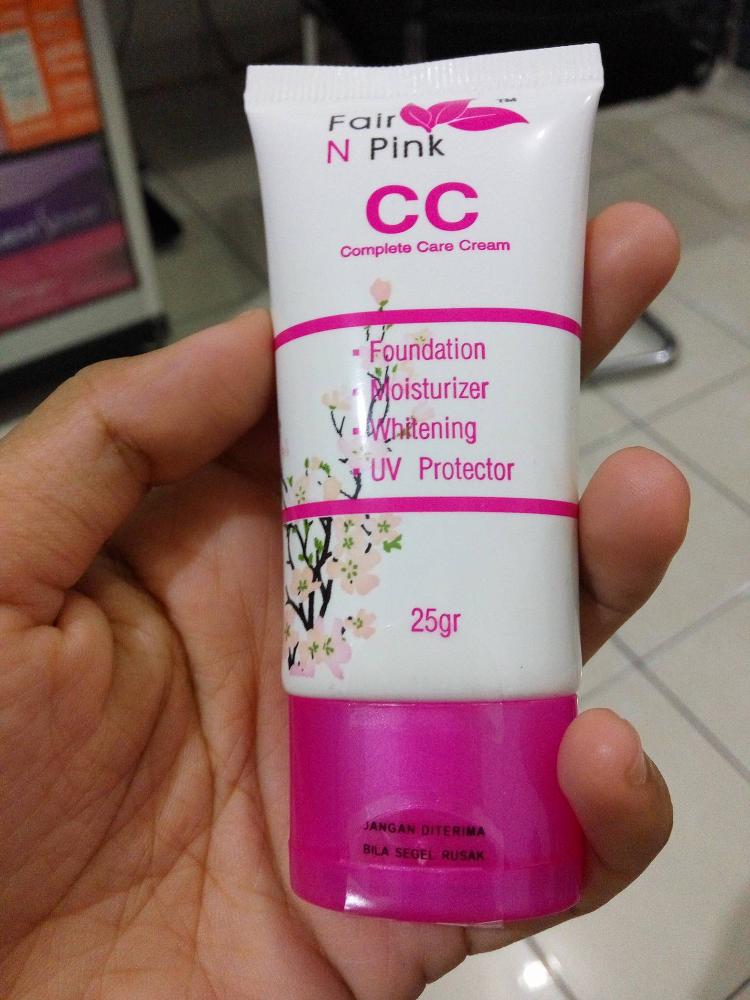 Fair
N Pink
TM
CC
Complete Care Cream
▪ Foundation
▪ Moisturizer
▪ Whitening
▪ UV Protector
25gr
JANGAN DITERIMA
BILA SEGEL RUSAK